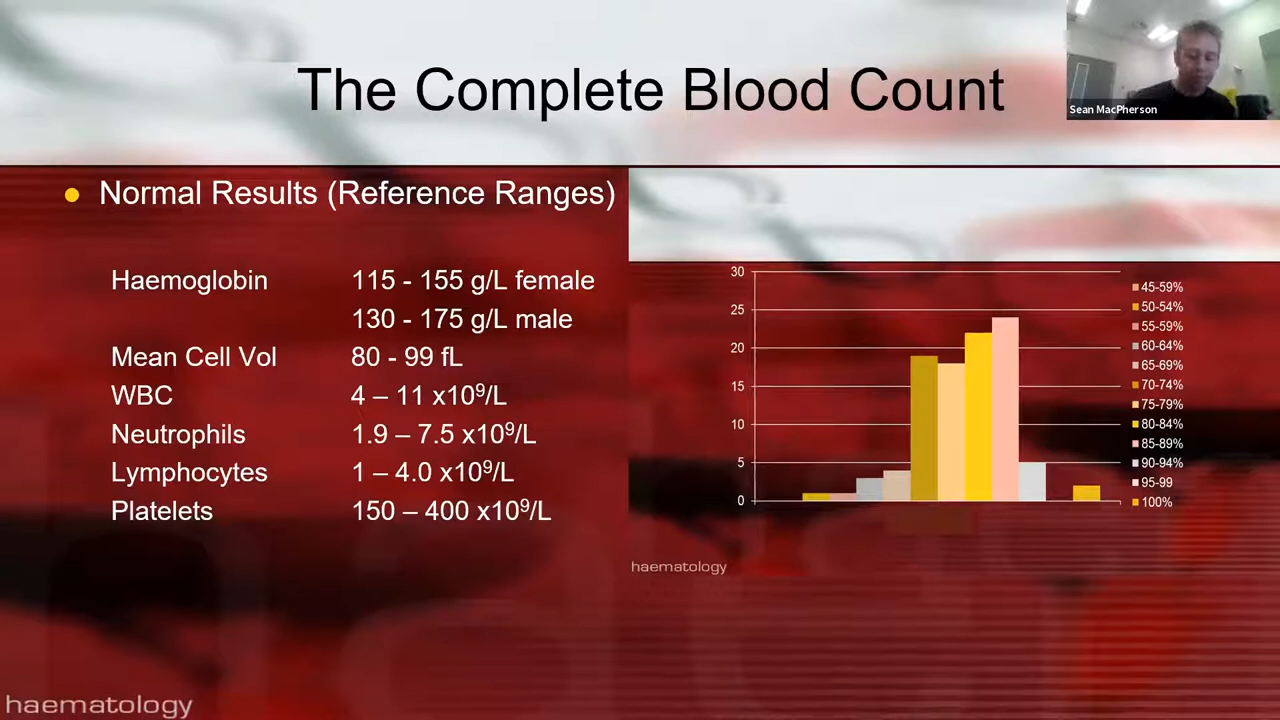 The Complete Blood Count
Sean MacPherson
Normal Results (Reference Ranges)
Haemoglobin 115 - 155 g/L female
130 - 175 g/L male
Mean Cell Vol 80 - 99 fL
WBC 4 – 11 x10⁹/L
Neutrophils 1.9 – 7.5 x10⁹/L
Lymphocytes 1 – 4.0 x10⁹/L
Platelets 150 – 400 x10⁹/L
30
25
20
15
10
5
0
45-59%
50-54%
55-59%
60-64%
65-69%
70-74%
75-79%
80-84%
85-89%
90-94%
95-99
100%
haematology
haematology